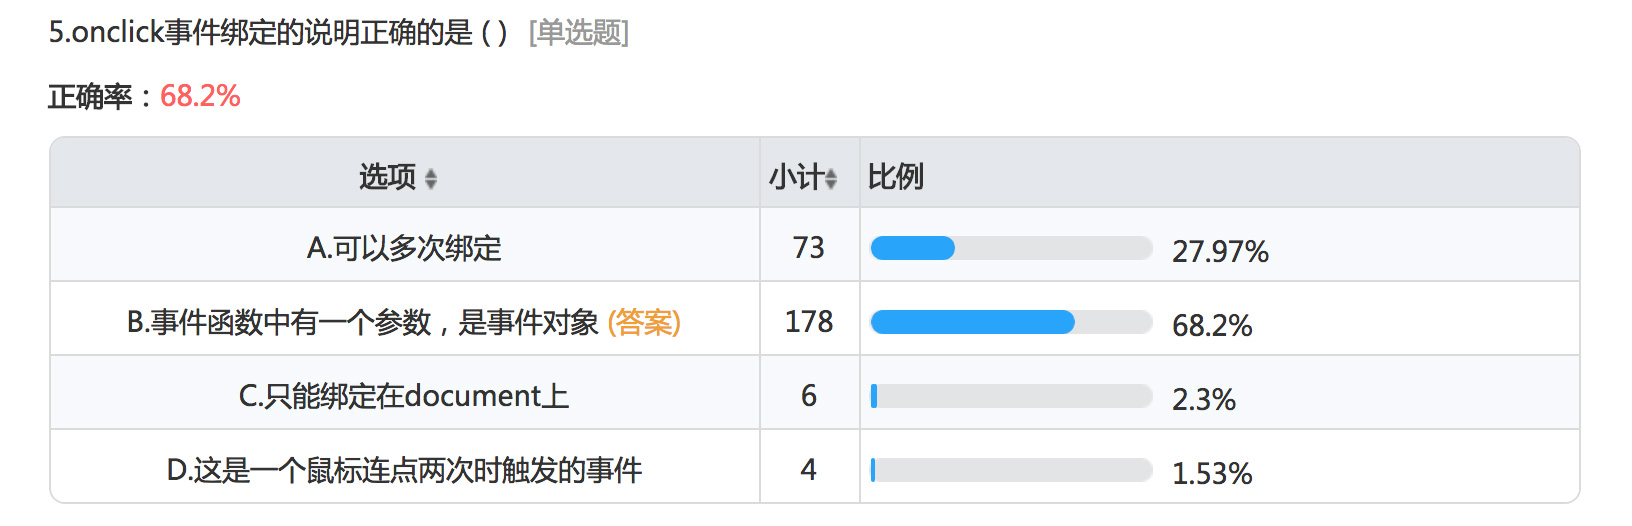 5.onclick事件绑定的说明正确的是 ( ) [单选题]
正确率：68.2%
选项 小计 比例
A.可以多次绑定 73 27.97%
B.事件函数中有一个参数，是事件对象 (答案) 178 68.2%
C.只能绑定在document上 6 2.3%
D.这是一个鼠标连点两次时触发的事件 4 1.53%